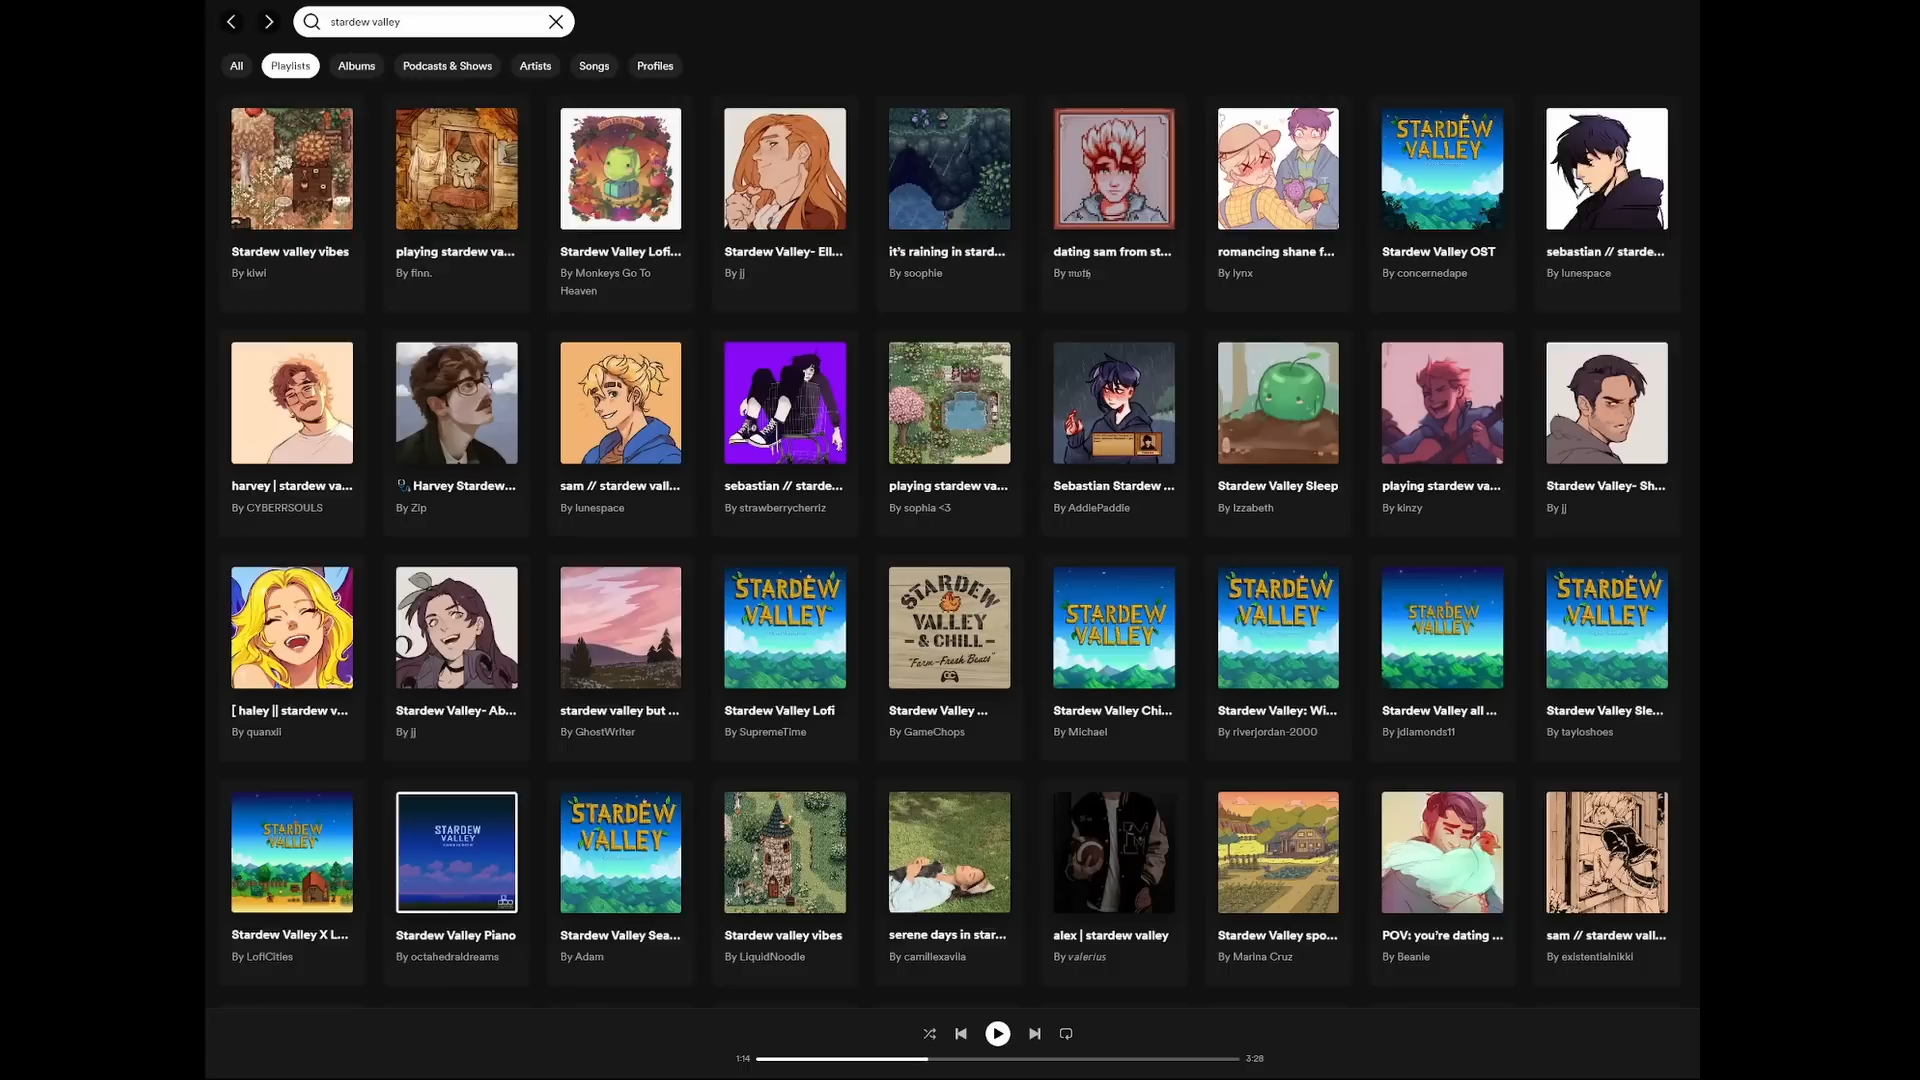 stardew valley
All
Playlists
Albums
Podcasts & Shows
Artists
Songs
Profiles
STARDEW
VALLEY
Stardew valley vibes
playing stardew va...
Stardew Valley Lofi...
Stardew Valley- Ell...
it's raining in stard...
dating sam from st...
romancing shane f...
Stardew Valley OST
sebastian // starde...
By kiwi
By finn.
By Monkeys Go To
Heaven
By jj
By soophie
By moth
By lynx
By concernedape
By lunespace
harvey | stardew va...
Harvey Stardew...
sam // stardew vall...
sebastian // starde...
playing stardew va...
Sebastian Stardew ...
Stardew Valley Sleep
playing stardew va...
Stardew Valley- Sh...
By CYBERRSOULS
By Zip
By lunespace
By strawberrycherriz
By sophia <3
By AddiePaddie
By Izzabeth
By kinzy
By jj
STARDEW
VALLEY
STARDEW
VALLEY
& CHILL
"Farm-Fresh Beats"
STARDEW
VALLEY
STARDEW
VALLEY
STARDEW
VALLEY
STARDEW
VALLEY
[ haley || stardew v...
Stardew Valley- Ab...
stardew valley but ...
Stardew Valley Lofi
Stardew Valley ...
Stardew Valley Chi...
Stardew Valley: Wi...
Stardew Valley all ...
Stardew Valley Sle...
By quanxii
By jj
By GhostWriter
By SupremeTime
By GameChops
By Michael
By riverjordan-2000
By jdiamonds11
By tayloshoes
STARDEW
VALLEY
STARDEW
VALLEY
STARDEW
VALLEY
M
Stardew Valley X L...
Stardew Valley Piano
Stardew Valley Sea...
Stardew valley vibes
serene days in star...
alex | stardew valley
Stardew Valley spo...
POV: you're dating ...
sam // stardew vall...
By LofiCities
By octahedraldreams
By Adam
By LiquidNoodle
By camillexavila
By valerius
By Marina Cruz
By Beanie
By existentialnikki
1:14
3:28